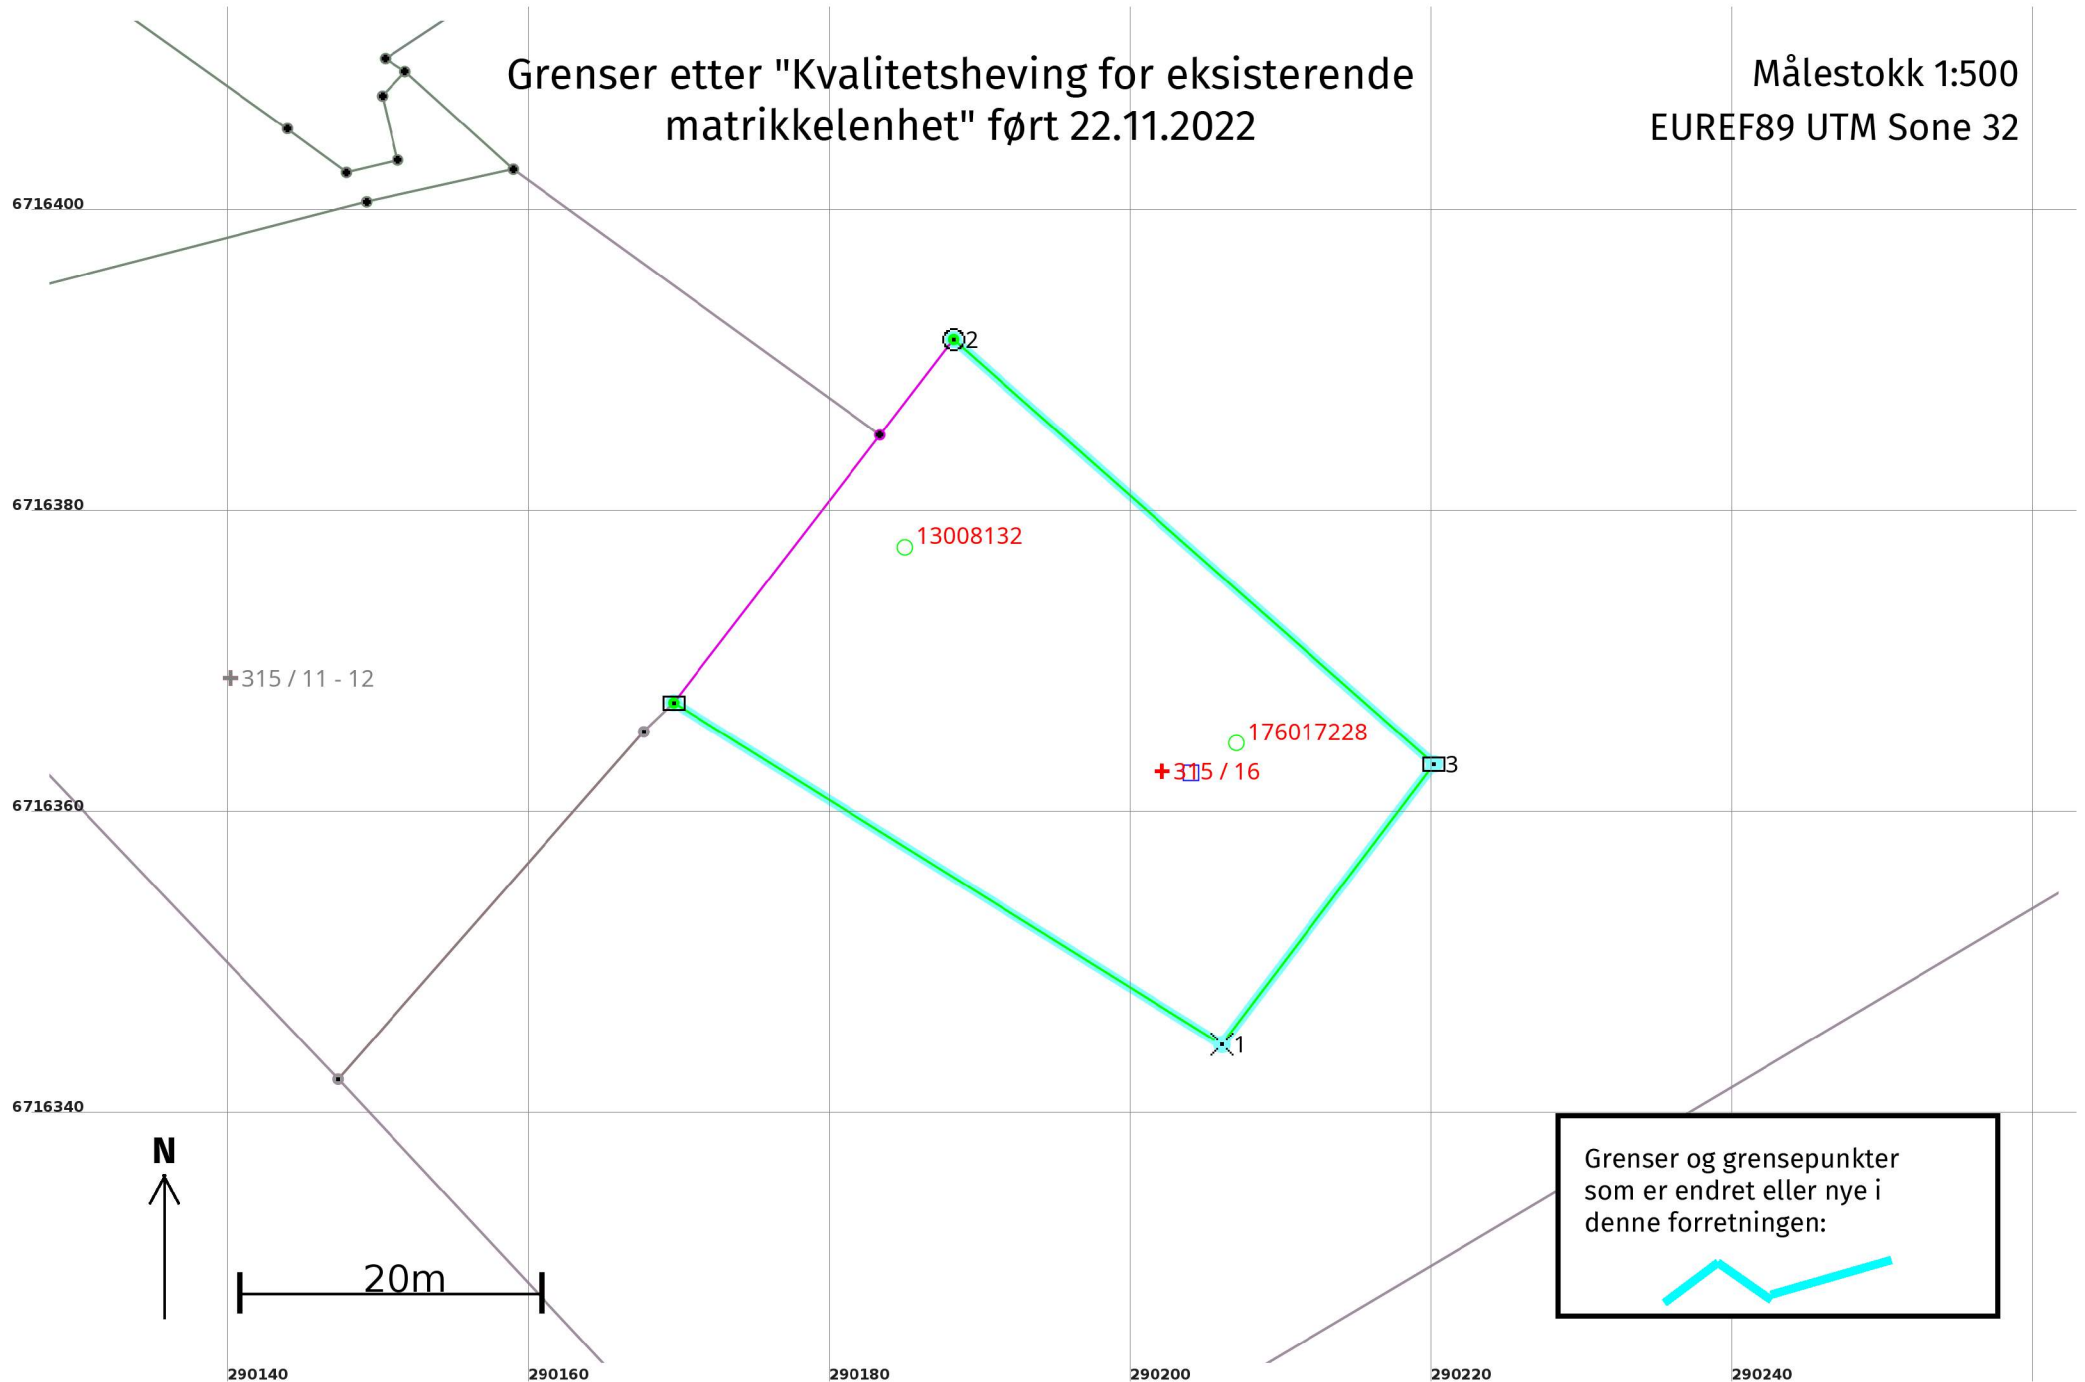 Grenser etter "Kvalitetsheving for eksisterende
matrikkelenhet" ført 22.11.2022
Målestokk 1:500
EUREF89 UTM Sone 32
6716400
2
6716380
13008132
315 / 11 - 12
176017228
3
315 / 16
6716360
1
6716340
N
20m
Grenser og grensepunkter
som er endret eller nye i
denne forretningen:
290140
290160
290180
290200
290220
290240